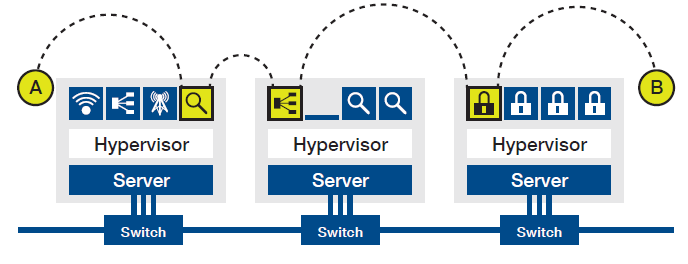 A
B
Hypervisor
Hypervisor
Hypervisor
Server
Server
Server
Switch
Switch
Switch